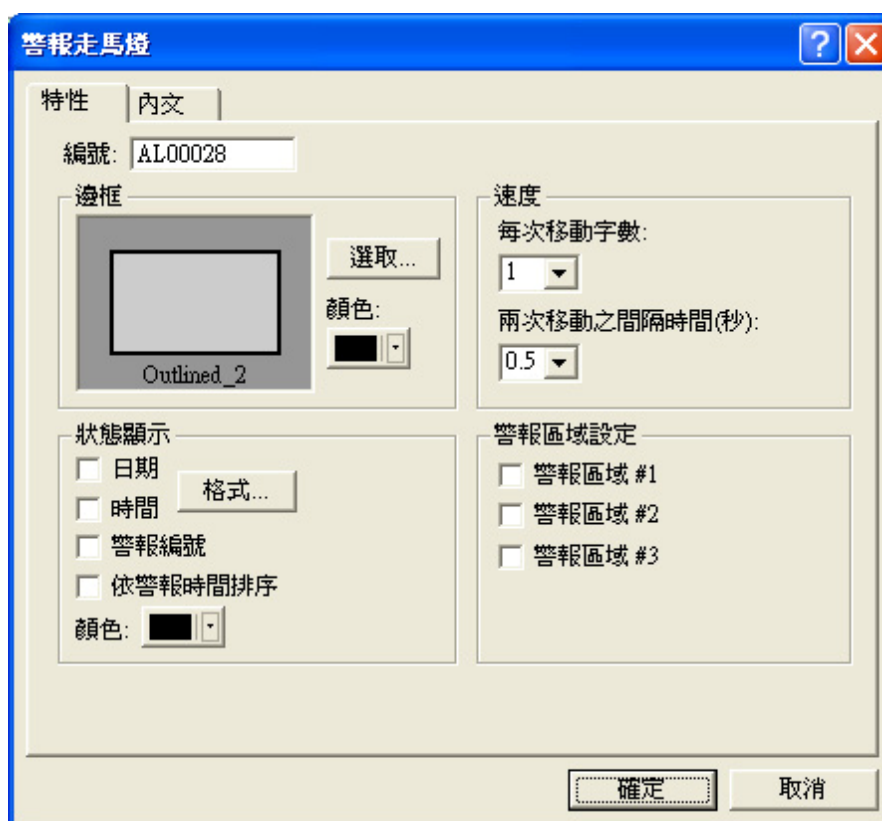 警報走馬燈
特性
內文
編號: AL00028
邊框
Outlined_2
選取...
顏色:
速度
每次移動字數:
1
兩次移動之間隔時間(秒):
0.5
狀態顯示
日期
時間
格式...
警報編號
依警報時間排序
顏色:
警報區域設定
警報區域 #1
警報區域 #2
警報區域 #3
確定
取消